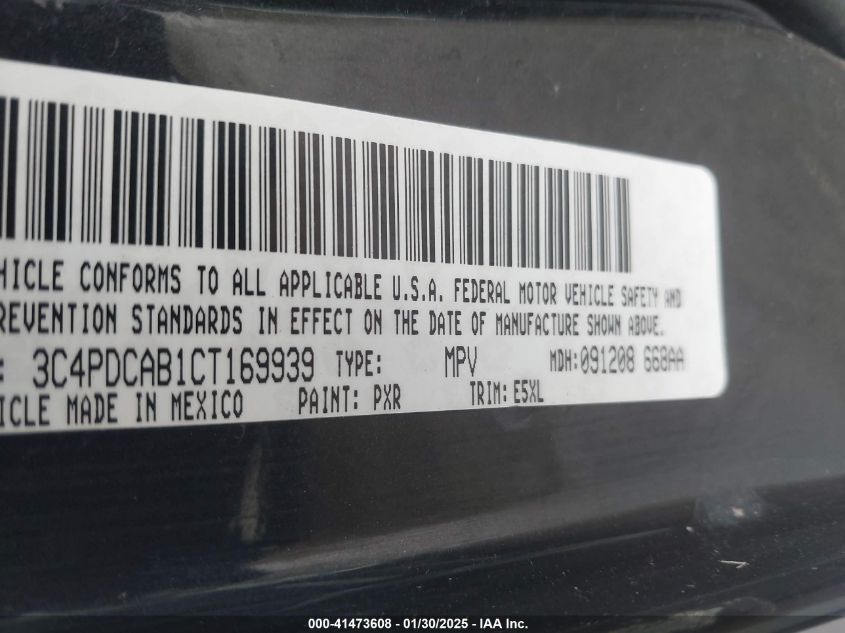 HICLE CONFORMS TO ALL APPLICABLE U.S.A. FEDERAL MOTOR VEHICLE SAFETY AND
REVENTION STANDARDS IN EFFECT ON THE DATE OF MANUFACTURE SHOWN ABOVE.
: 3C4PDCAB1CT169939 TYPE: MPV MDH:091208 668AA
ICLE MADE IN MEXICO PAINT: PXR TRIM: E5XL
000-41473608 - 01/30/2025 - IAA Inc.